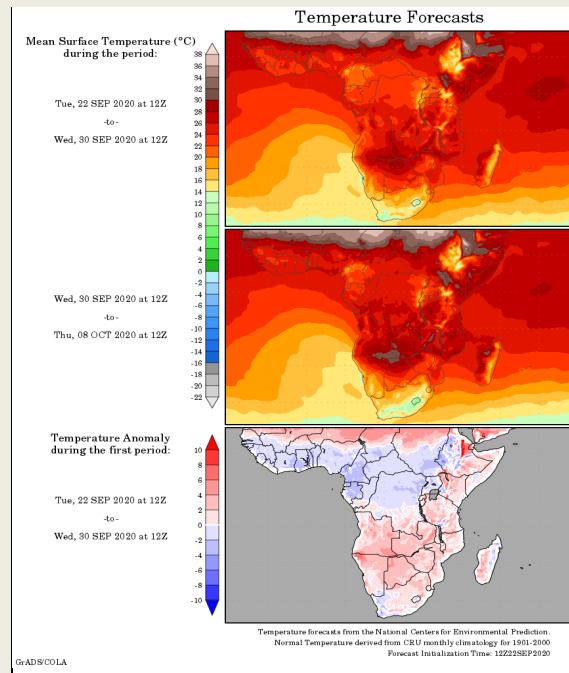 Temperature Forecasts
Mean Surface Temperature (°C)
during the period:
Tue, 22 SEP 2020 at 12Z
-to-
Wed, 30 SEP 2020 at 12Z
38
36
34
32
30
28
26
24
22
20
18
16
14
12
10
8
6
4
2
0
-2
-4
-6
-8
-10
-12
-14
-16
-18
-20
-22
Wed, 30 SEP 2020 at 12Z
-to-
Thu, 08 OCT 2020 at 12Z
Temperature Anomaly
during the first period:
Tue, 22 SEP 2020 at 12Z
-to-
Wed, 30 SEP 2020 at 12Z
10
8
6
4
2
0
-2
-4
-6
-8
-10
Temperature forecasts from the National Centers for Environmental Prediction.
Normal Temperature derived from CRU monthly climatology for 1901-2000
Forecast Initialization Time: 12Z22SEP2020
GrADS/COLA